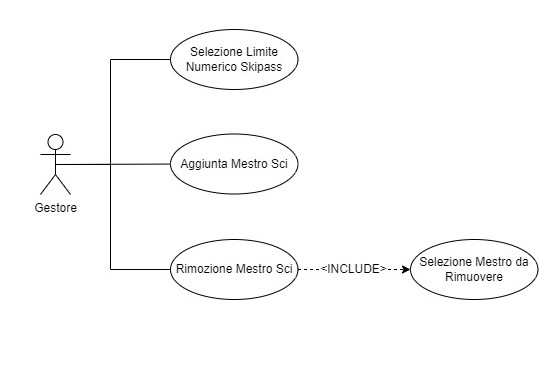 Selezione Limite
Numerico Skipass
Aggiunta Mestro Sci
Gestore
Rimozione Mestro Sci
<INCLUDE>
Selezione Mestro da
Rimuovere